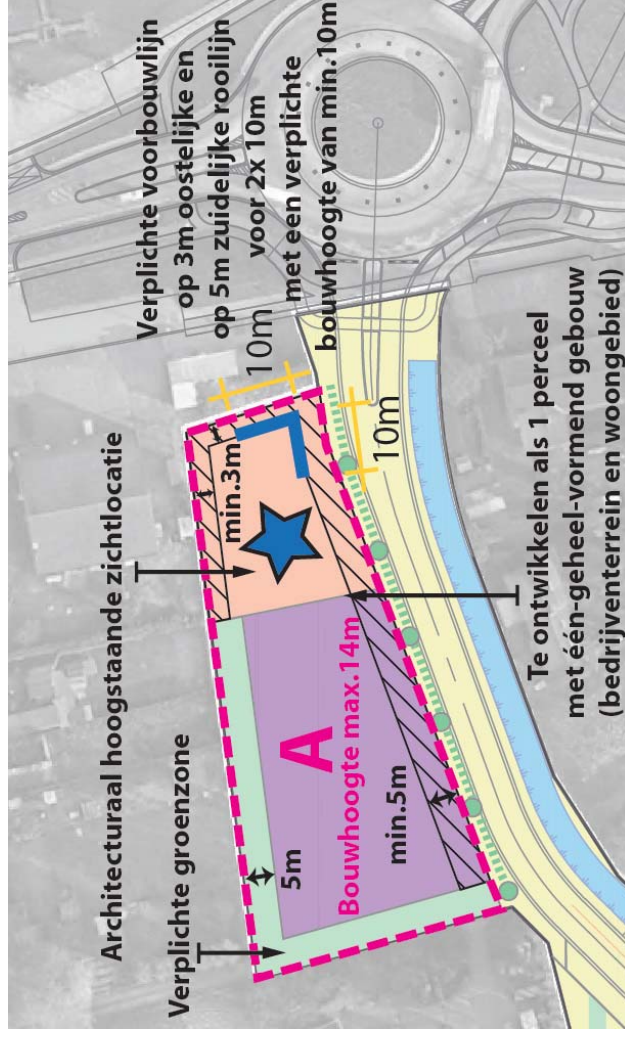 Verplichte groenzone
Architecturaal hoogstaande zichtlocatie
Verplichte voorbouwlijn
op 3m oostelijke en
op 5m zuidelijke rooilijn
voor 2x 10m
met een verplichte
bouwhoogte van min.10m
10m
10m
min.3m
5m
A
Bouwhoogte max.14m
min.5m
Te ontwikkelen als 1 perceel
met één-geheel-vormend gebouw
(bedrijventerrein en woongebied)